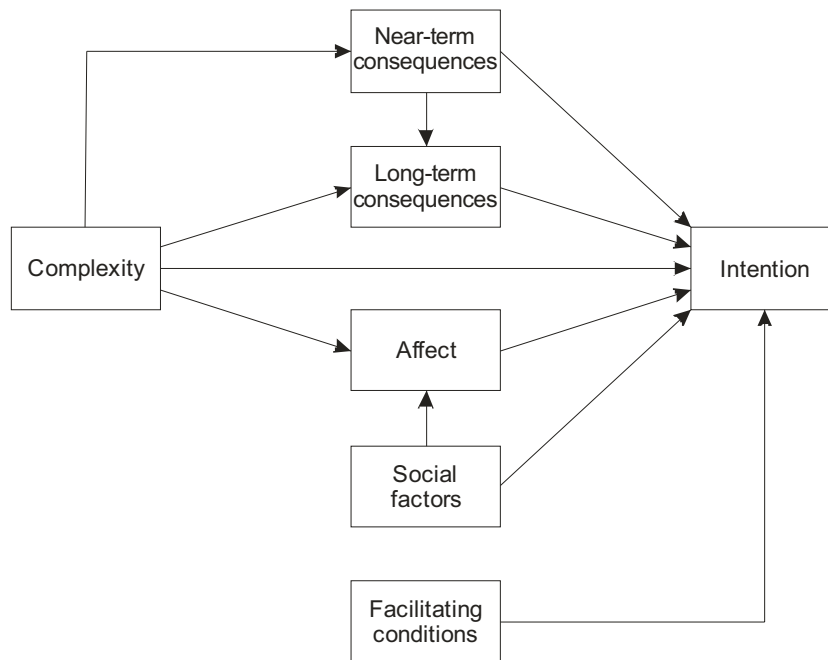 Near-term
consequences
Long-term
consequences
Complexity
Intention
Affect
Social
factors
Facilitating
conditions